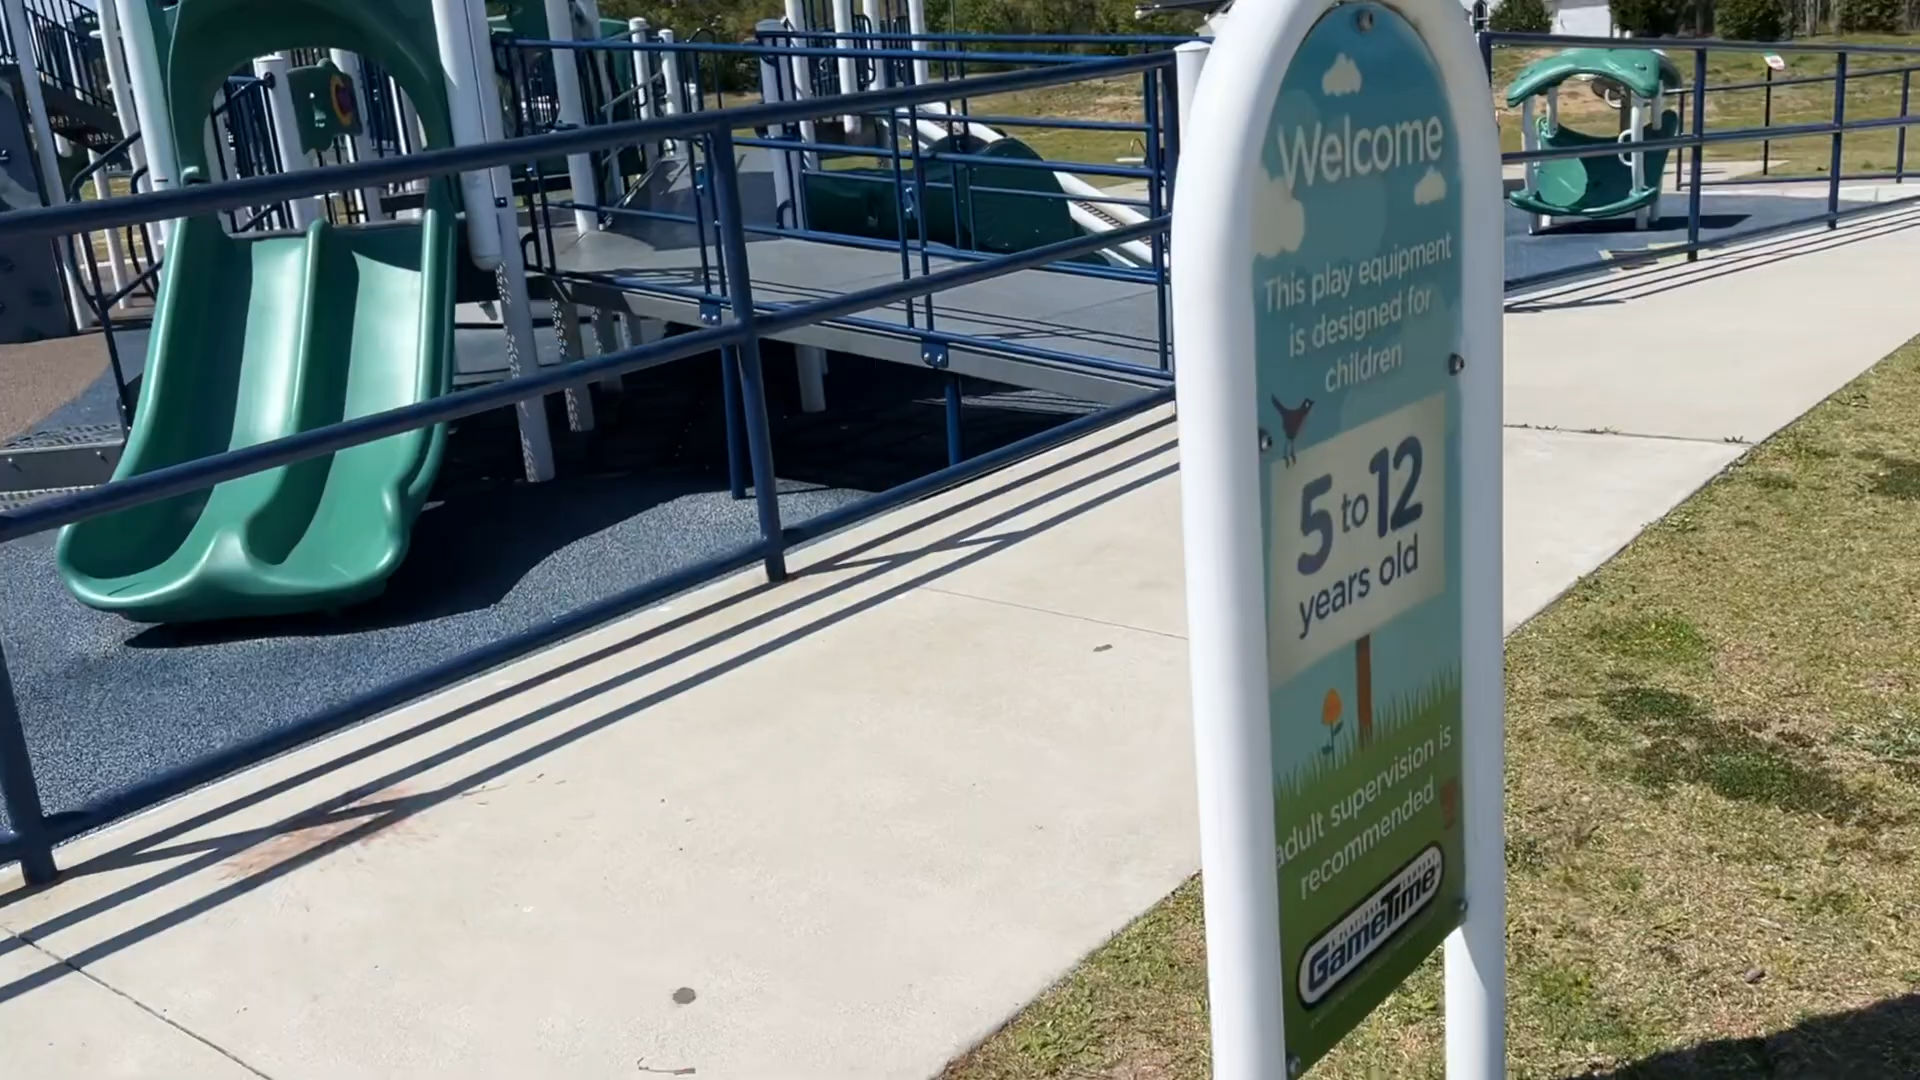 Welcome
This play equipment
is designed for
children
5 to 12
years old
adult supervision is
recommended
GameTime